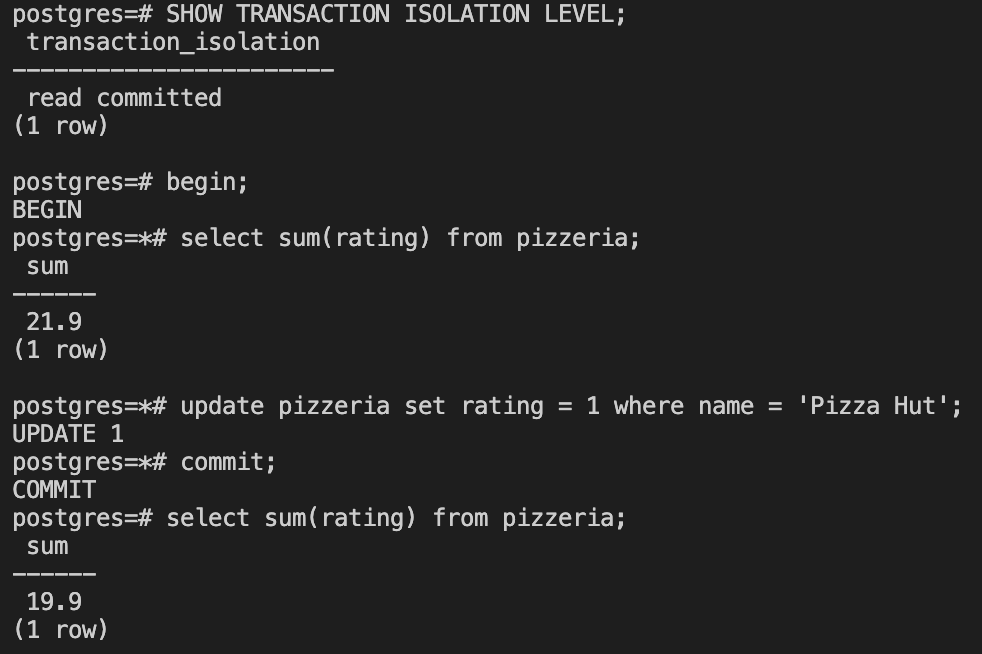 postgres=# SHOW TRANSACTION ISOLATION LEVEL;
transaction_isolation
-----------------------
read committed
(1 row)
postgres=# begin;
BEGIN
postgres=*# select sum(rating) from pizzeria;
sum
------
21.9
(1 row)
postgres=*# update pizzeria set rating = 1 where name = 'Pizza Hut';
UPDATE 1
postgres=*# commit;
COMMIT
postgres=# select sum(rating) from pizzeria;
sum
------
19.9
(1 row)